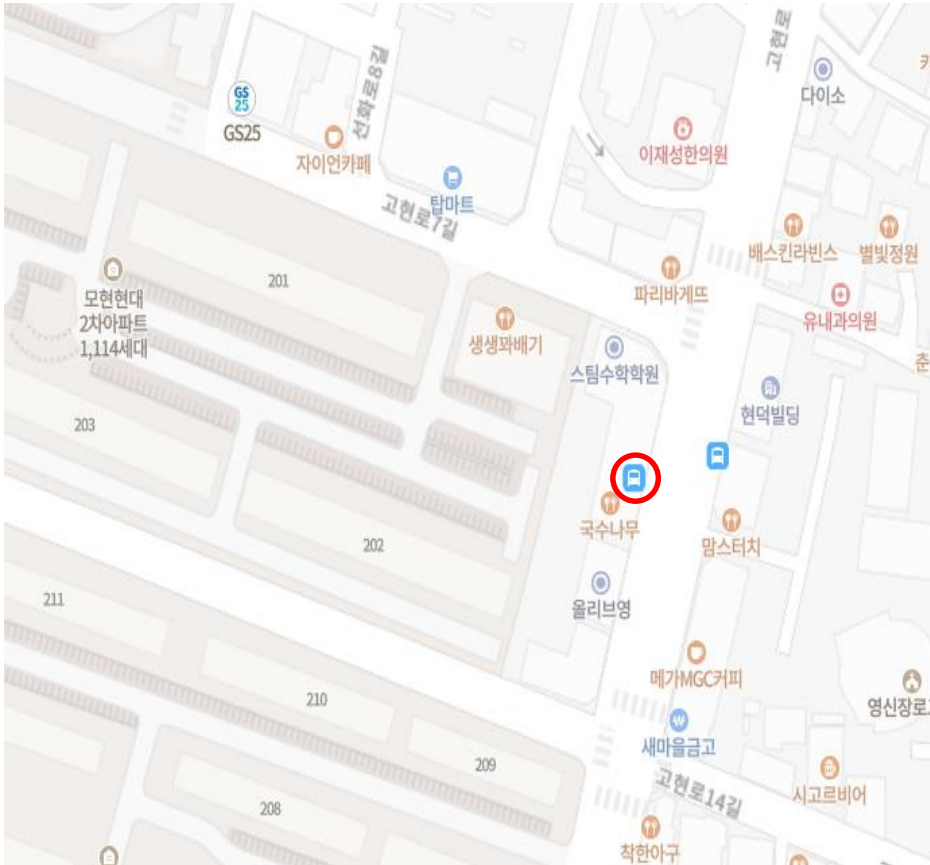 고현로
다이소
GS
25
GS25
선화로8길
자이언카페
이재성한의원
탑마트
고현로7길
201
배스킨라빈스
별빛정원
모현현대
2차아파트
1,114세대
파리바게뜨
유내과의원
생생꽈배기
스팀수학학원
춘
현덕빌딩
203
국수나무
맘스터치
202
211
올리브영
메가MGC커피
210
영신장로교
새마을금고
209
208
고현로14길
시고르비어
착한아구